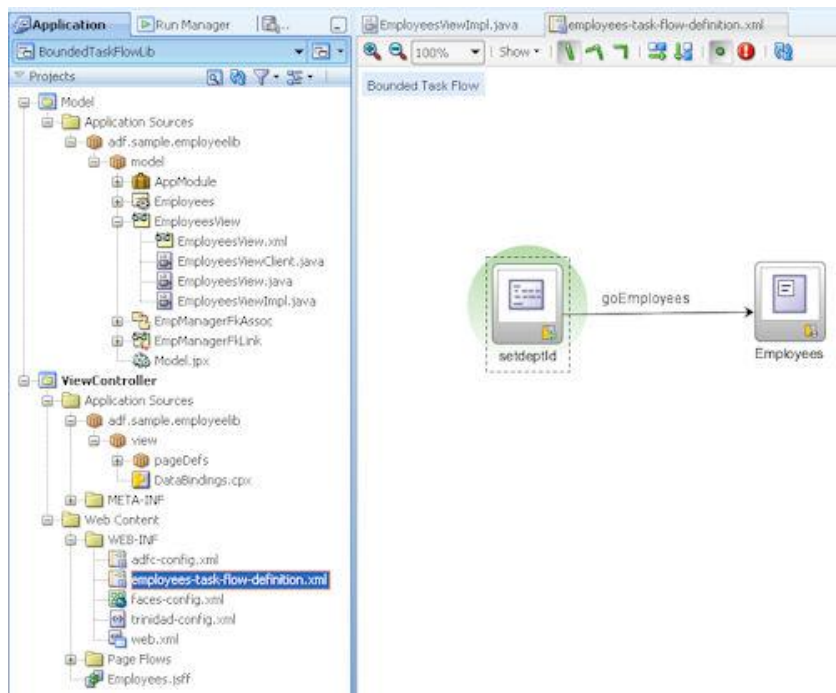 Application
Run Manager
BoundedTaskFlowLib
Projects
Model
Application Sources
adf.sample.employeelib
model
AppModule
Employees
EmployeesView
EmployeesView.xml
EmployeesViewClient.java
EmployeesView.java
EmployeesViewImpl.java
EmpManagerFkAssoc
EmpManagerFkLink
Model.jpx
ViewController
Application Sources
adf.sample.employeelib
view
pageDefs
DataBindings.cpx
META-INF
Web Content
WEB-INF
adfc-config.xml
employees-task-flow-definition.xml
faces-config.xml
trinidad-config.xml
web.xml
Page Flows
Employees.jsff
EmployeesViewImpl.java
employees-task-flow-definition.xml
100%
Show
Bounded Task Flow
setdeptId
goEmployees
Employees